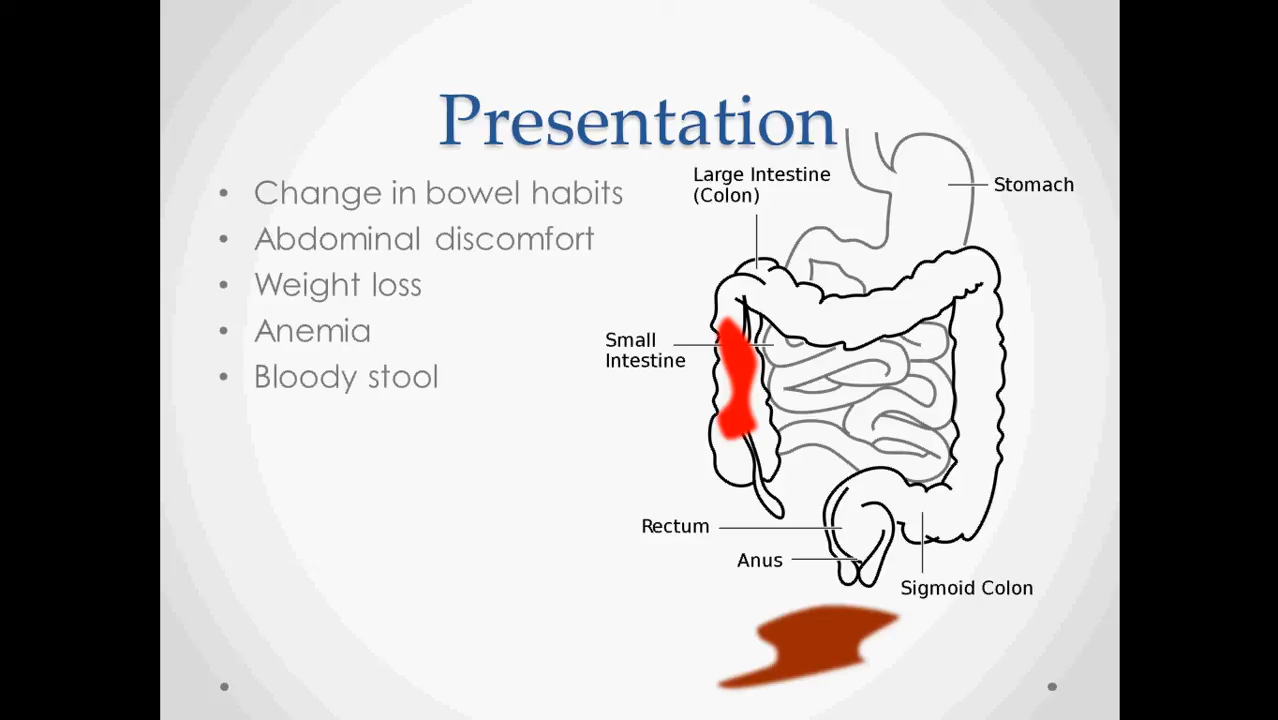 Presentation
• Change in bowel habits
• Abdominal discomfort
• Weight loss
• Anemia
• Bloody stool
Large Intestine
(Colon)
Stomach
Small
Intestine
Rectum
Anus
Sigmoid Colon